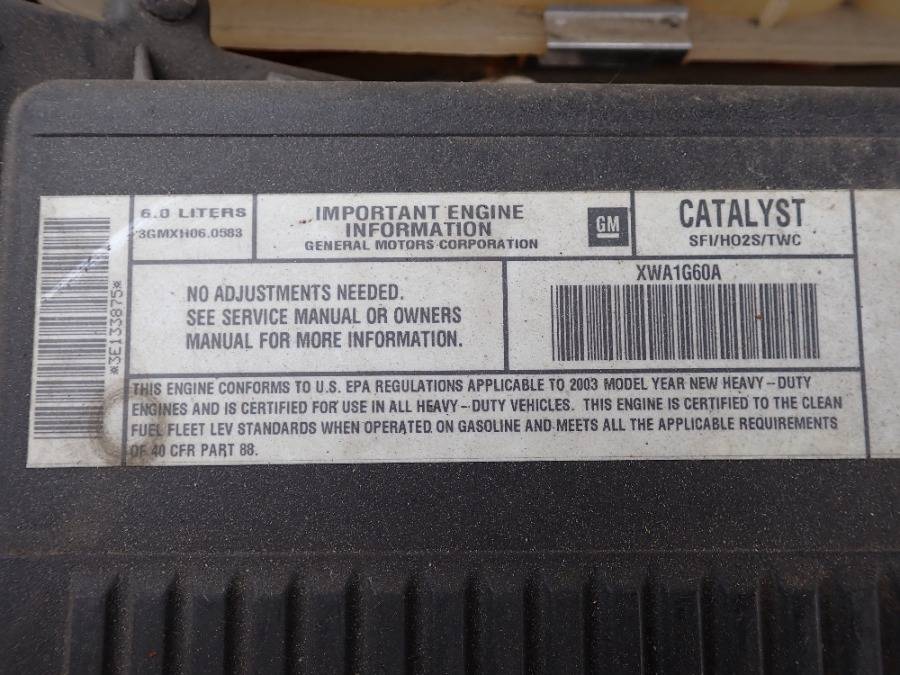 6.0 LITERS
3GMXH06.0583
IMPORTANT ENGINE
INFORMATION
GENERAL MOTORS CORPORATION
GM
CATALYST
SFI/HO2S/TWC
*3E133875*
NO ADJUSTMENTS NEEDED.
SEE SERVICE MANUAL OR OWNERS
MANUAL FOR MORE INFORMATION.
XWA1G60A
THIS ENGINE CONFORMS TO U.S. EPA REGULATIONS APPLICABLE TO 2003 MODEL YEAR NEW HEAVY-DUTY
ENGINES AND IS CERTIFIED FOR USE IN ALL HEAVY-DUTY VEHICLES. THIS ENGINE IS CERTIFIED TO THE CLEAN
FUEL FLEET LEV STANDARDS WHEN OPERATED ON GASOLINE AND MEETS ALL THE APPLICABLE REQUIREMENTS
OF 40 CFR PART 88.